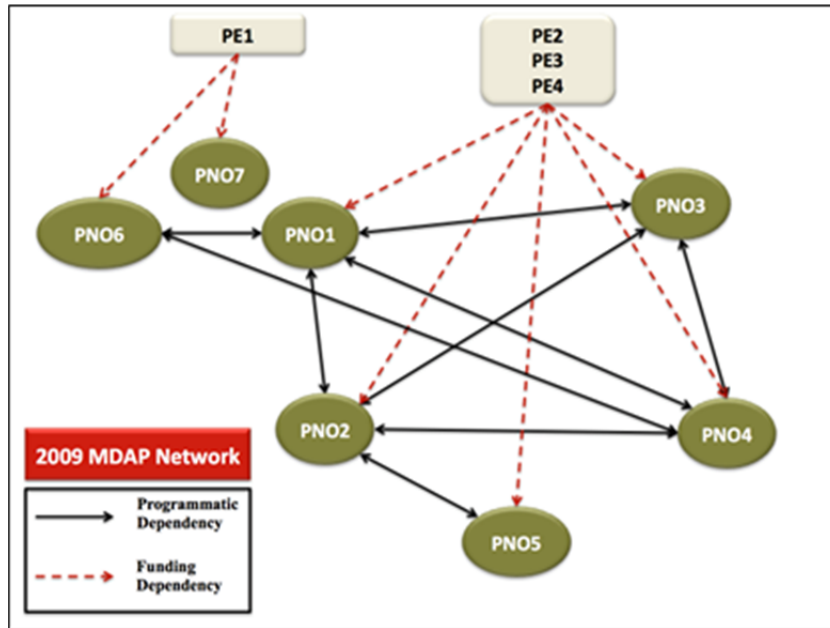 PE1
PE2
PE3
PE4
PNO7
PNO3
PNO6
PNO1
PNO2
PNO4
PNO5
2009 MDAP Network
Programmatic
Dependency
Funding
Dependency